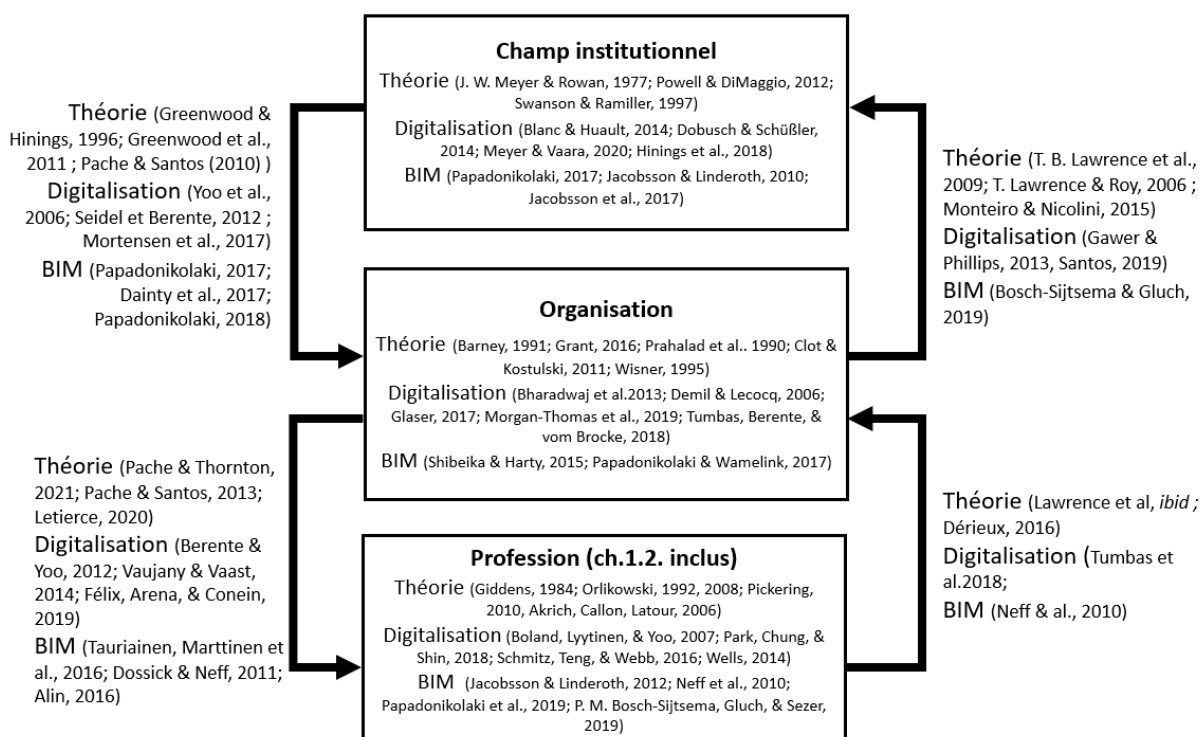 Champ institutionnel
Théorie (J. W. Meyer & Rowan, 1977; Powell & DiMaggio, 2012;
Swanson & Ramiller, 1997)
Digitalisation (Blanc & Huault, 2014; Dobusch & Schüßler,
2014; Meyer & Vaara, 2020; Hinings et al., 2018)
BIM (Papadonikolaki, 2017; Jacobsson & Linderoth, 2010;
Jacobsson et al., 2017)
Théorie (Greenwood &
Hinings, 1996; Greenwood et al.,
2011 ; Pache & Santos (2010) )
Digitalisation (Yoo et al.,
2006; Seidel et Berente, 2012 ;
Mortensen et al., 2017)
BIM (Papadonikolaki, 2017;
Dainty et al., 2017;
Papadonikolaki, 2018)
Théorie (T. B. Lawrence et al.,
2009; T. Lawrence & Roy, 2006 ;
Monteiro & Nicolini, 2015)
Digitalisation (Gawer &
Phillips, 2013, Santos, 2019)
BIM (Bosch-Sijtsema & Gluch,
2019)
Organisation
Théorie (Barney, 1991; Grant, 2016; Prahalad et al.. 1990; Clot &
Kostulski, 2011; Wisner, 1995)
Digitalisation (Bharadwaj et al.2013; Demil & Lecocq, 2006;
Glaser, 2017; Morgan-Thomas et al., 2019; Tumbas, Berente, &
vom Brocke, 2018)
BIM (Shibeika & Harty, 2015; Papadonikolaki & Wamelink, 2017)
Théorie (Pache & Thornton,
2021; Pache & Santos, 2013;
Letierce, 2020)
Digitalisation (Berente &
Yoo, 2012; Vaujany & Vaast,
2014; Félix, Arena, & Conein,
2019)
BIM (Tauriainen, Marttinen et
al., 2016; Dossick & Neff, 2011;
Alin, 2016)
Théorie (Lawrence et al, ibid ;
Dérieux, 2016)
Digitalisation (Tumbas et
al.2018;
BIM (Neff & al., 2010)
Profession (ch.1.2. inclus)
Théorie (Giddens, 1984; Orlikowski, 1992, 2008; Pickering,
2010, Akrich, Callon, Latour, 2006)
Digitalisation (Boland, Lyytinen, & Yoo, 2007; Park, Chung, &
Shin, 2018; Schmitz, Teng, & Webb, 2016; Wells, 2014)
BIM (Jacobsson & Linderoth, 2012; Neff et al., 2010;
Papadonikolaki et al., 2019; P. M. Bosch-Sijtsema, Gluch, & Sezer,
2019)